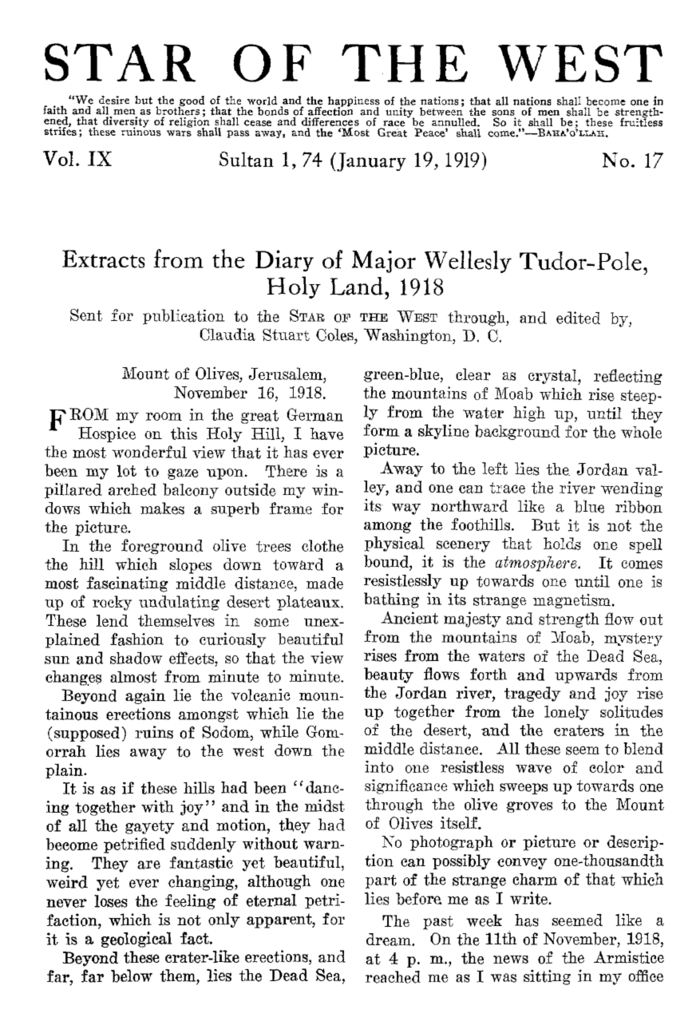 STAR OF THE WEST
"We desire but the good of the world and the happiness of the nations; that all nations shall become one in
faith and all men as brothers; that the bonds of affection and unity between the sons of men shall be strength-
ened, that diversity of religion shall cease and differences of race be annulled. So it shall be; these fruitless
strifes; these ruinous wars shall pass away, and the 'Most Great Peace' shall come."—BAHA'O'LLAH.
Vol. IX Sultan 1, 74 (January 19, 1919) No. 17
Extracts from the Diary of Major Wellesly Tudor-Pole,
Holy Land, 1918
Sent for publication to the STAR OF THE WEST through, and edited by,
Claudia Stuart Coles, Washington, D. C.
Mount of Olives, Jerusalem,
November 16, 1918.
FROM my room in the great German
Hospice on this Holy Hill, I have
the most wonderful view that it has ever
been my lot to gaze upon. There is a
pillared arched balcony outside my win-
dows which makes a superb frame for
the picture.
In the foreground olive trees clothe
the hill which slopes down toward a
most fascinating middle distance, made
up of rocky undulating desert plateaux.
These lend themselves in some unex-
plained fashion to curiously beautiful
sun and shadow effects, so that the view
changes almost from minute to minute.
Beyond again lie the volcanic moun-
tainous erections amongst which lie the
(supposed) ruins of Sodom, while Gom-
orrah lies away to the west down the
plain.
It is as if these hills had been "danc-
ing together with joy" and in the midst
of all the gayety and motion, they had
become petrified suddenly without warn-
ing. They are fantastic yet beautiful,
weird yet ever changing, although one
never loses the feeling of eternal petri-
faction, which is not only apparent, for
it is a geological fact.
Beyond these crater-like erections, and
far, far below them, lies the Dead Sea,
green-blue, clear as crystal, reflecting
the mountains of Moab which rise steep-
ly from the water high up, until they
form a skyline background for the whole
picture.
Away to the left lies the Jordan val-
ley, and one can trace the river wending
its way northward like a blue ribbon
among the foothills. But it is not the
physical scenery that holds one spell
bound, it is the atmosphere. It comes
resistlessly up towards one until one is
bathing in its strange magnetism.
Ancient majesty and strength flow out
from the mountains of Moab, mystery
rises from the waters of the Dead Sea,
beauty flows forth and upwards from
the Jordan river, tragedy and joy rise
up together from the lonely solitudes
of the desert, and the craters in the
middle distance. All these seem to blend
into one resistless wave of color and
significance which sweeps up towards one
through the olive groves to the Mount
of Olives itself.
No photograph or picture or descrip-
tion can possibly convey one-thousandth
part of the strange charm of that which
lies before me as I write.
The past week has seemed like a
dream. On the 11th of November, 1918,
at 4 p. m., the news of the Armistice
reached me as I was sitting in my office